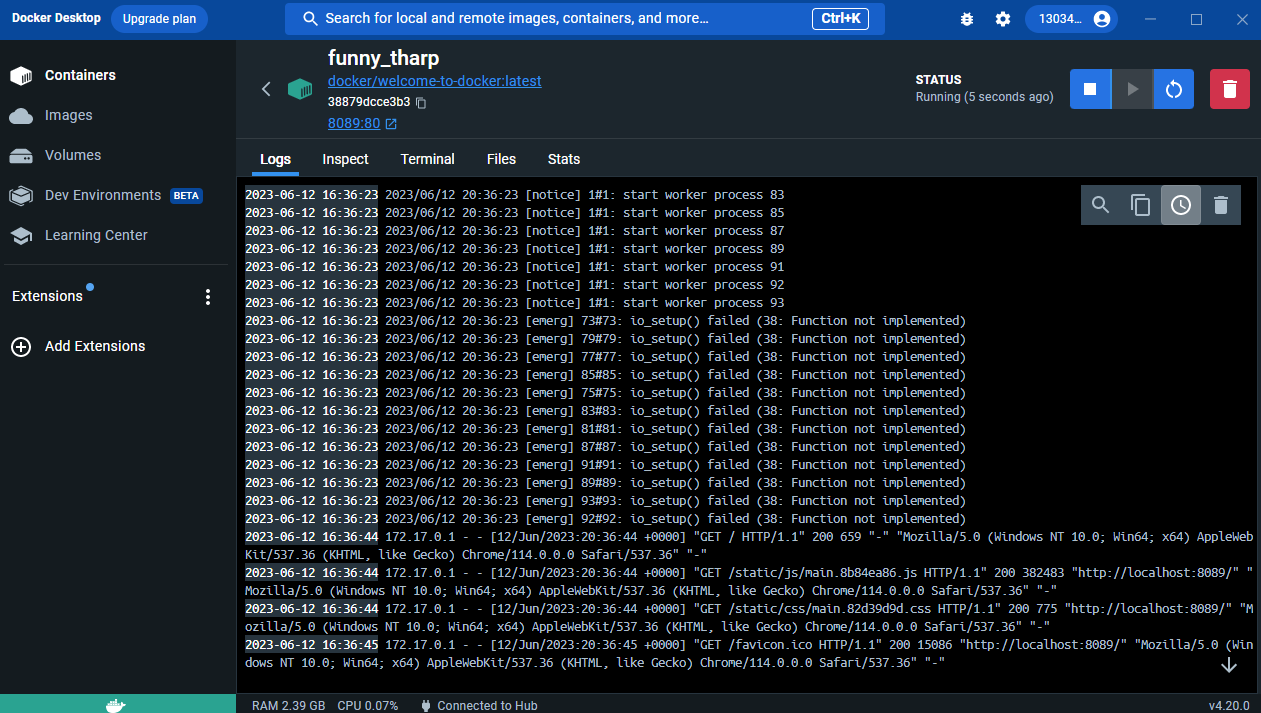 Docker Desktop
Upgrade plan
Search for local and remote images, containers, and more...
Ctrl+K
13034...
Containers
Images
Volumes
Dev Environments BETA
Learning Center
Extensions
Add Extensions
funny_tharp
docker/welcome-to-docker:latest
38879dcce3b3
8089:80
STATUS
Running (5 seconds ago)
Logs Inspect Terminal Files Stats
2023-06-12 16:36:23 2023/06/12 20:36:23 [notice] 1#1: start worker process 83
2023-06-12 16:36:23 2023/06/12 20:36:23 [notice] 1#1: start worker process 85
2023-06-12 16:36:23 2023/06/12 20:36:23 [notice] 1#1: start worker process 87
2023-06-12 16:36:23 2023/06/12 20:36:23 [notice] 1#1: start worker process 89
2023-06-12 16:36:23 2023/06/12 20:36:23 [notice] 1#1: start worker process 91
2023-06-12 16:36:23 2023/06/12 20:36:23 [notice] 1#1: start worker process 92
2023-06-12 16:36:23 2023/06/12 20:36:23 [notice] 1#1: start worker process 93
2023-06-12 16:36:23 2023/06/12 20:36:23 [emerg] 73#73: io_setup() failed (38: Function not implemented)
2023-06-12 16:36:23 2023/06/12 20:36:23 [emerg] 79#79: io_setup() failed (38: Function not implemented)
2023-06-12 16:36:23 2023/06/12 20:36:23 [emerg] 77#77: io_setup() failed (38: Function not implemented)
2023-06-12 16:36:23 2023/06/12 20:36:23 [emerg] 85#85: io_setup() failed (38: Function not implemented)
2023-06-12 16:36:23 2023/06/12 20:36:23 [emerg] 75#75: io_setup() failed (38: Function not implemented)
2023-06-12 16:36:23 2023/06/12 20:36:23 [emerg] 83#83: io_setup() failed (38: Function not implemented)
2023-06-12 16:36:23 2023/06/12 20:36:23 [emerg] 81#81: io_setup() failed (38: Function not implemented)
2023-06-12 16:36:23 2023/06/12 20:36:23 [emerg] 87#87: io_setup() failed (38: Function not implemented)
2023-06-12 16:36:23 2023/06/12 20:36:23 [emerg] 91#91: io_setup() failed (38: Function not implemented)
2023-06-12 16:36:23 2023/06/12 20:36:23 [emerg] 89#89: io_setup() failed (38: Function not implemented)
2023-06-12 16:36:23 2023/06/12 20:36:23 [emerg] 93#93: io_setup() failed (38: Function not implemented)
2023-06-12 16:36:23 2023/06/12 20:36:23 [emerg] 92#92: io_setup() failed (38: Function not implemented)
2023-06-12 16:36:44 172.17.0.1 - - [12/Jun/2023:20:36:44 +0000] "GET / HTTP/1.1" 200 659 "-" "Mozilla/5.0 (Windows NT 10.0; Win64; x64) AppleWeb
Kit/537.36 (KHTML, like Gecko) Chrome/114.0.0.0 Safari/537.36" "-"
2023-06-12 16:36:44 172.17.0.1 - - [12/Jun/2023:20:36:44 +0000] "GET /static/js/main.8b84ea86.js HTTP/1.1" 200 382483 "http://localhost:8089/" "
Mozilla/5.0 (Windows NT 10.0; Win64; x64) AppleWebKit/537.36 (KHTML, like Gecko) Chrome/114.0.0.0 Safari/537.36" "-"
2023-06-12 16:36:44 172.17.0.1 - - [12/Jun/2023:20:36:44 +0000] "GET /static/css/main.82d39d9d.css HTTP/1.1" 200 775 "http://localhost:8089/" "M
ozilla/5.0 (Windows NT 10.0; Win64; x64) AppleWebKit/537.36 (KHTML, like Gecko) Chrome/114.0.0.0 Safari/537.36" "-"
2023-06-12 16:36:45 172.17.0.1 - - [12/Jun/2023:20:36:45 +0000] "GET /favicon.ico HTTP/1.1" 200 15086 "http://localhost:8089/" "Mozilla/5.0 (Win
dows NT 10.0; Win64; x64) AppleWebKit/537.36 (KHTML, like Gecko) Chrome/114.0.0.0 Safari/537.36" "-"
RAM 2.39 GB CPU 0.07% Connected to Hub
v4.20.0